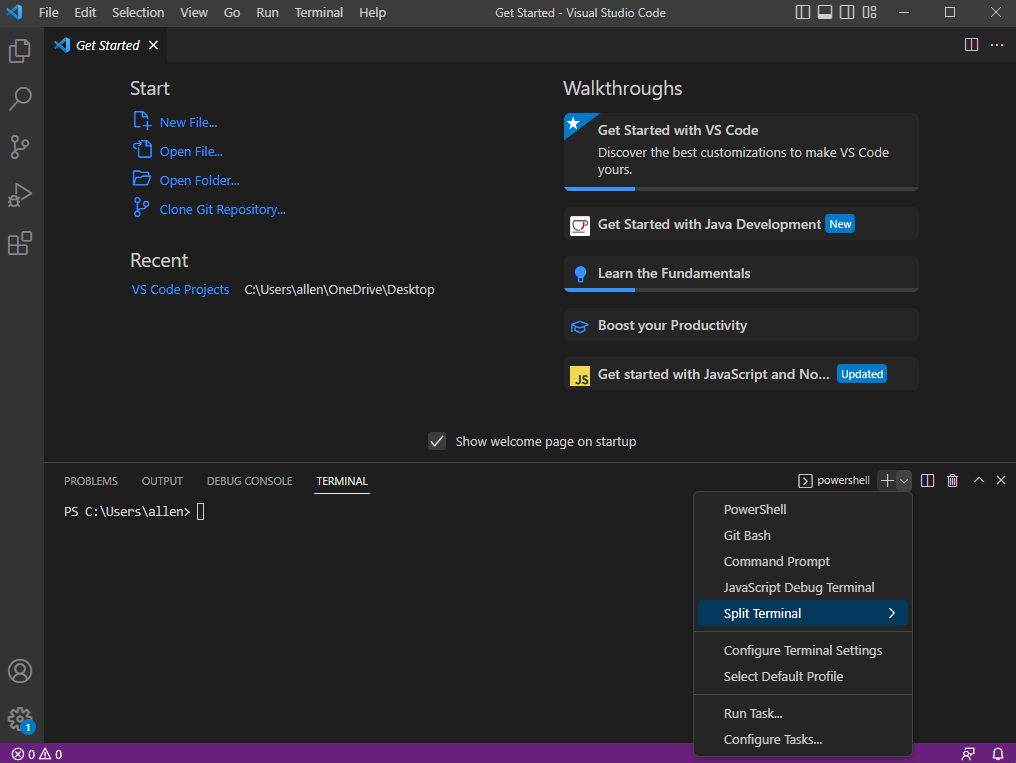 File Edit Selection View Go Run Terminal Help Get Started - Visual Studio Code
Get Started
Start
New File...
Open File...
Open Folder...
Clone Git Repository...
Recent
VS Code Projects C:\Users\allen\OneDrive\Desktop
Walkthroughs
Get Started with VS Code
Discover the best customizations to make VS Code
yours.
Get Started with Java Development New
Learn the Fundamentals
Boost your Productivity
JS Get started with JavaScript and No... Updated
Show welcome page on startup
PROBLEMS OUTPUT DEBUG CONSOLE TERMINAL powershell
PS C:\Users\allen>
PowerShell
Git Bash
Command Prompt
JavaScript Debug Terminal
Split Terminal
Configure Terminal Settings
Select Default Profile
Run Task...
Configure Tasks...
1
0 0